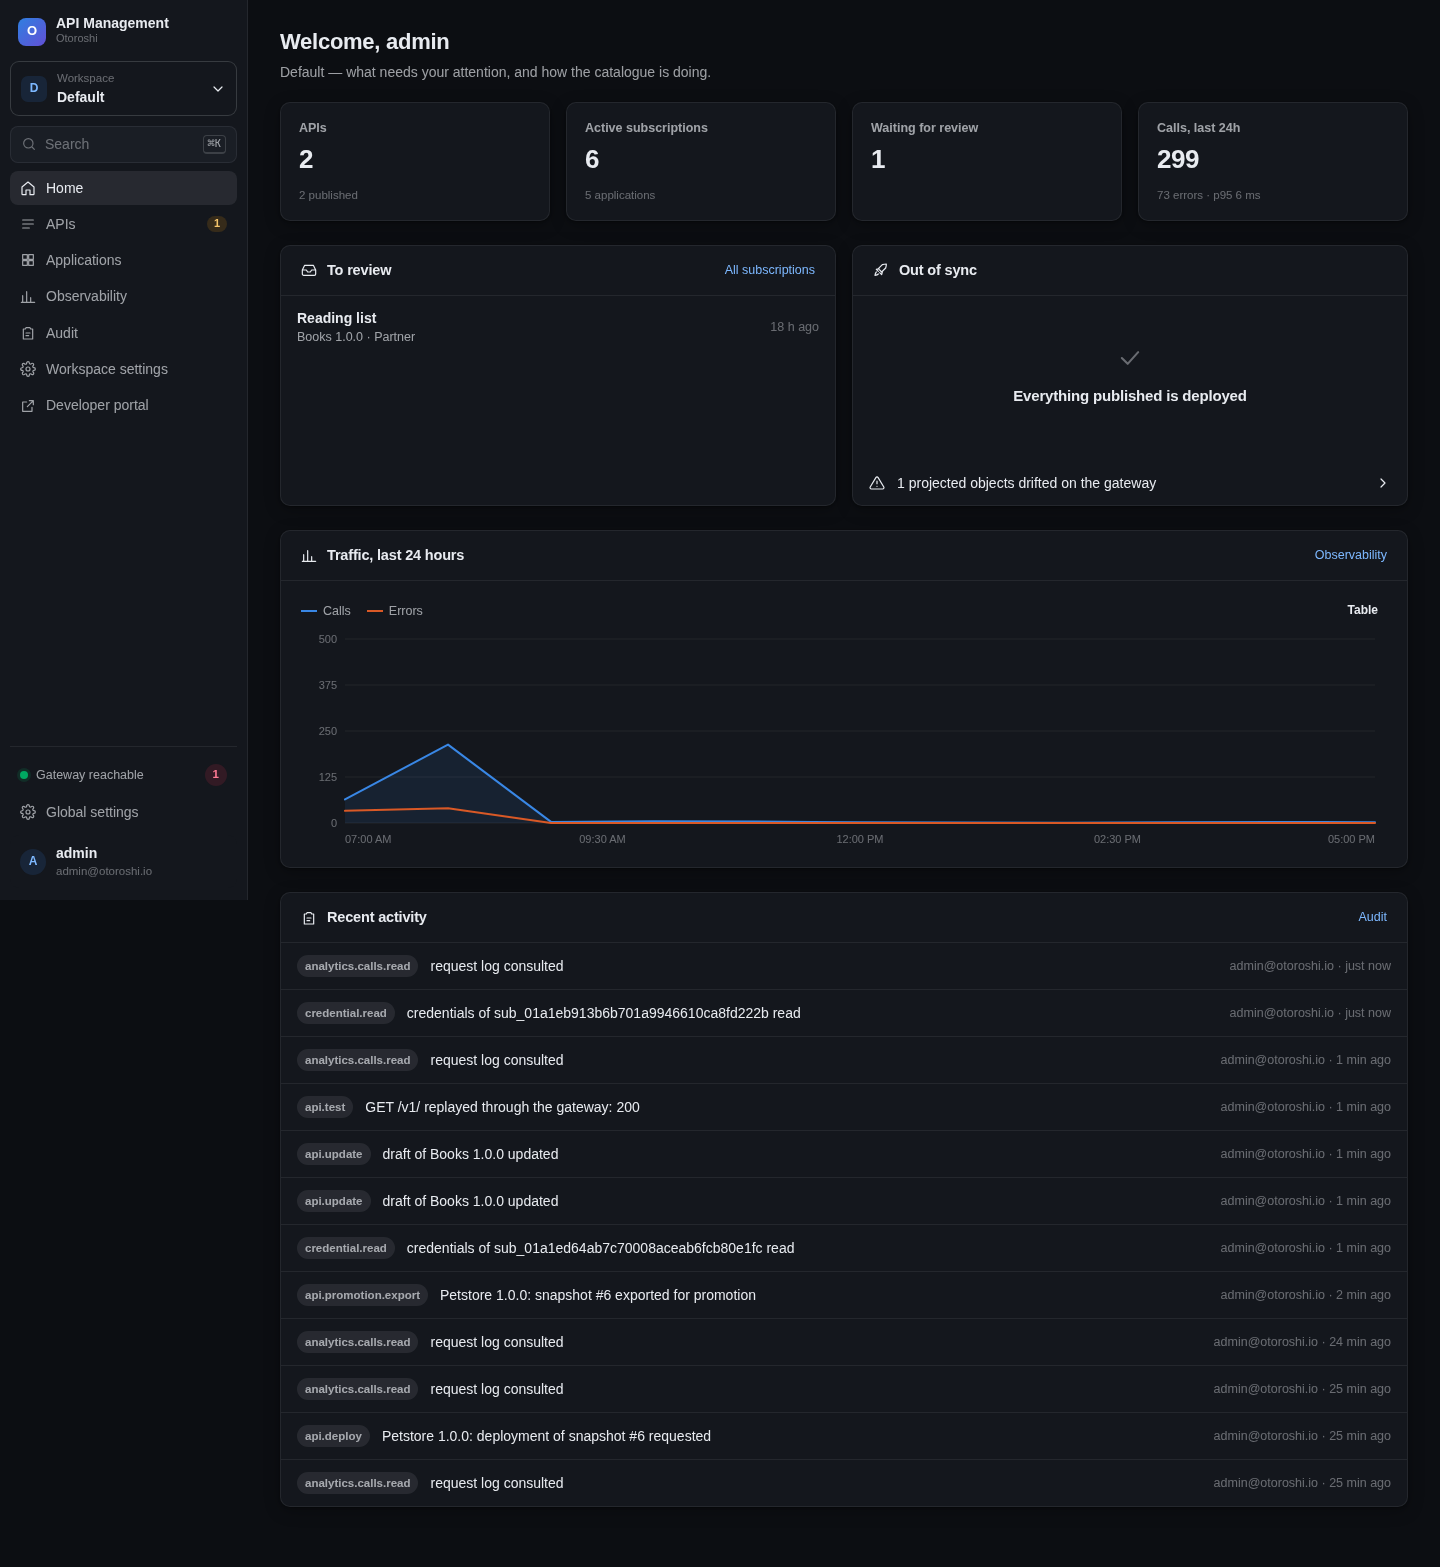 O
API Management
Otoroshi
D
Workspace
Default
Search
⌘K
Home
APIs
1
Applications
Observability
Audit
Workspace settings
Developer portal
Gateway reachable
1
Global settings
A
admin
admin@otoroshi.io
Welcome, admin
Default — what needs your attention, and how the catalogue is doing.
APIs
2
2 published
Active subscriptions
6
5 applications
Waiting for review
1
Calls, last 24h
299
73 errors · p95 6 ms
To review
All subscriptions
Reading list
Books 1.0.0 · Partner
18 h ago
Out of sync
Everything published is deployed
1 projected objects drifted on the gateway
Traffic, last 24 hours
Observability
Calls
Errors
Table
500
375
250
125
0
07:00 AM
09:30 AM
12:00 PM
02:30 PM
05:00 PM
Recent activity
Audit
analytics.calls.read request log consulted admin@otoroshi.io · just now
credential.read credentials of sub_01a1eb913b6b701a9946610ca8fd222b read admin@otoroshi.io · just now
analytics.calls.read request log consulted admin@otoroshi.io · 1 min ago
api.test GET /v1/ replayed through the gateway: 200 admin@otoroshi.io · 1 min ago
api.update draft of Books 1.0.0 updated admin@otoroshi.io · 1 min ago
api.update draft of Books 1.0.0 updated admin@otoroshi.io · 1 min ago
credential.read credentials of sub_01a1ed64ab7c70008aceab6fcb80e1fc read admin@otoroshi.io · 1 min ago
api.promotion.export Petstore 1.0.0: snapshot #6 exported for promotion admin@otoroshi.io · 2 min ago
analytics.calls.read request log consulted admin@otoroshi.io · 24 min ago
analytics.calls.read request log consulted admin@otoroshi.io · 25 min ago
api.deploy Petstore 1.0.0: deployment of snapshot #6 requested admin@otoroshi.io · 25 min ago
analytics.calls.read request log consulted admin@otoroshi.io · 25 min ago